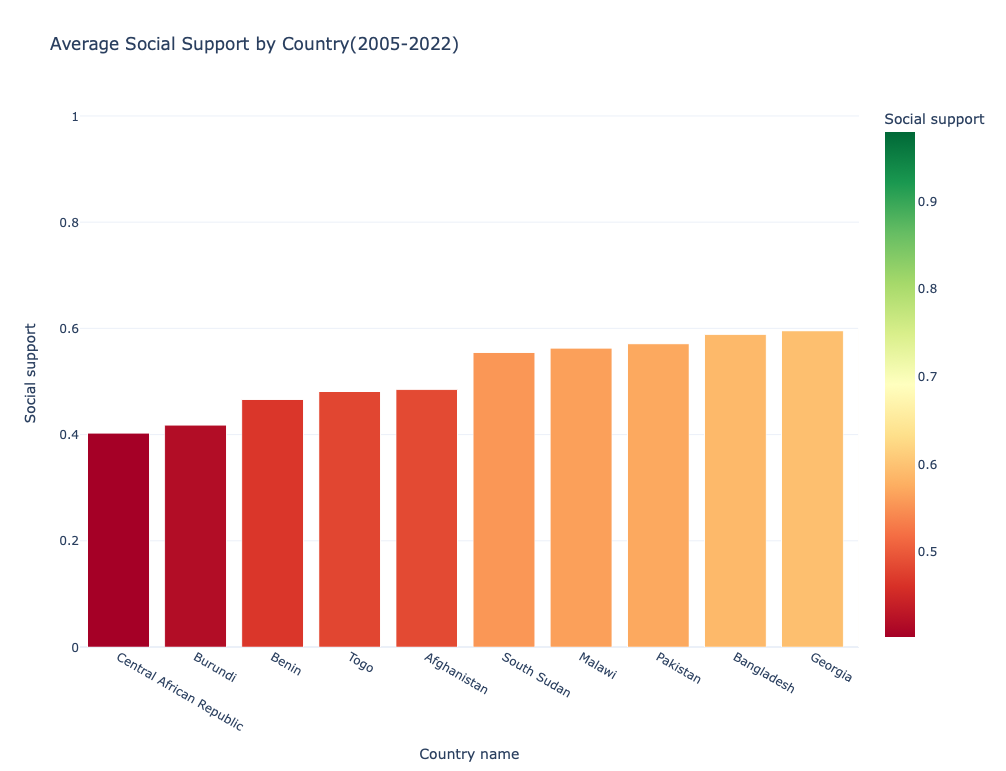 Average Social Support by Country(2005-2022)
Social support
1
0.8
0.6
0.4
0.2
0
Social support
0.9
0.8
0.7
0.6
0.5
Central African Republic
Burundi
Benin
Togo
Afghanistan
South Sudan
Malawi
Pakistan
Bangladesh
Georgia
Country name